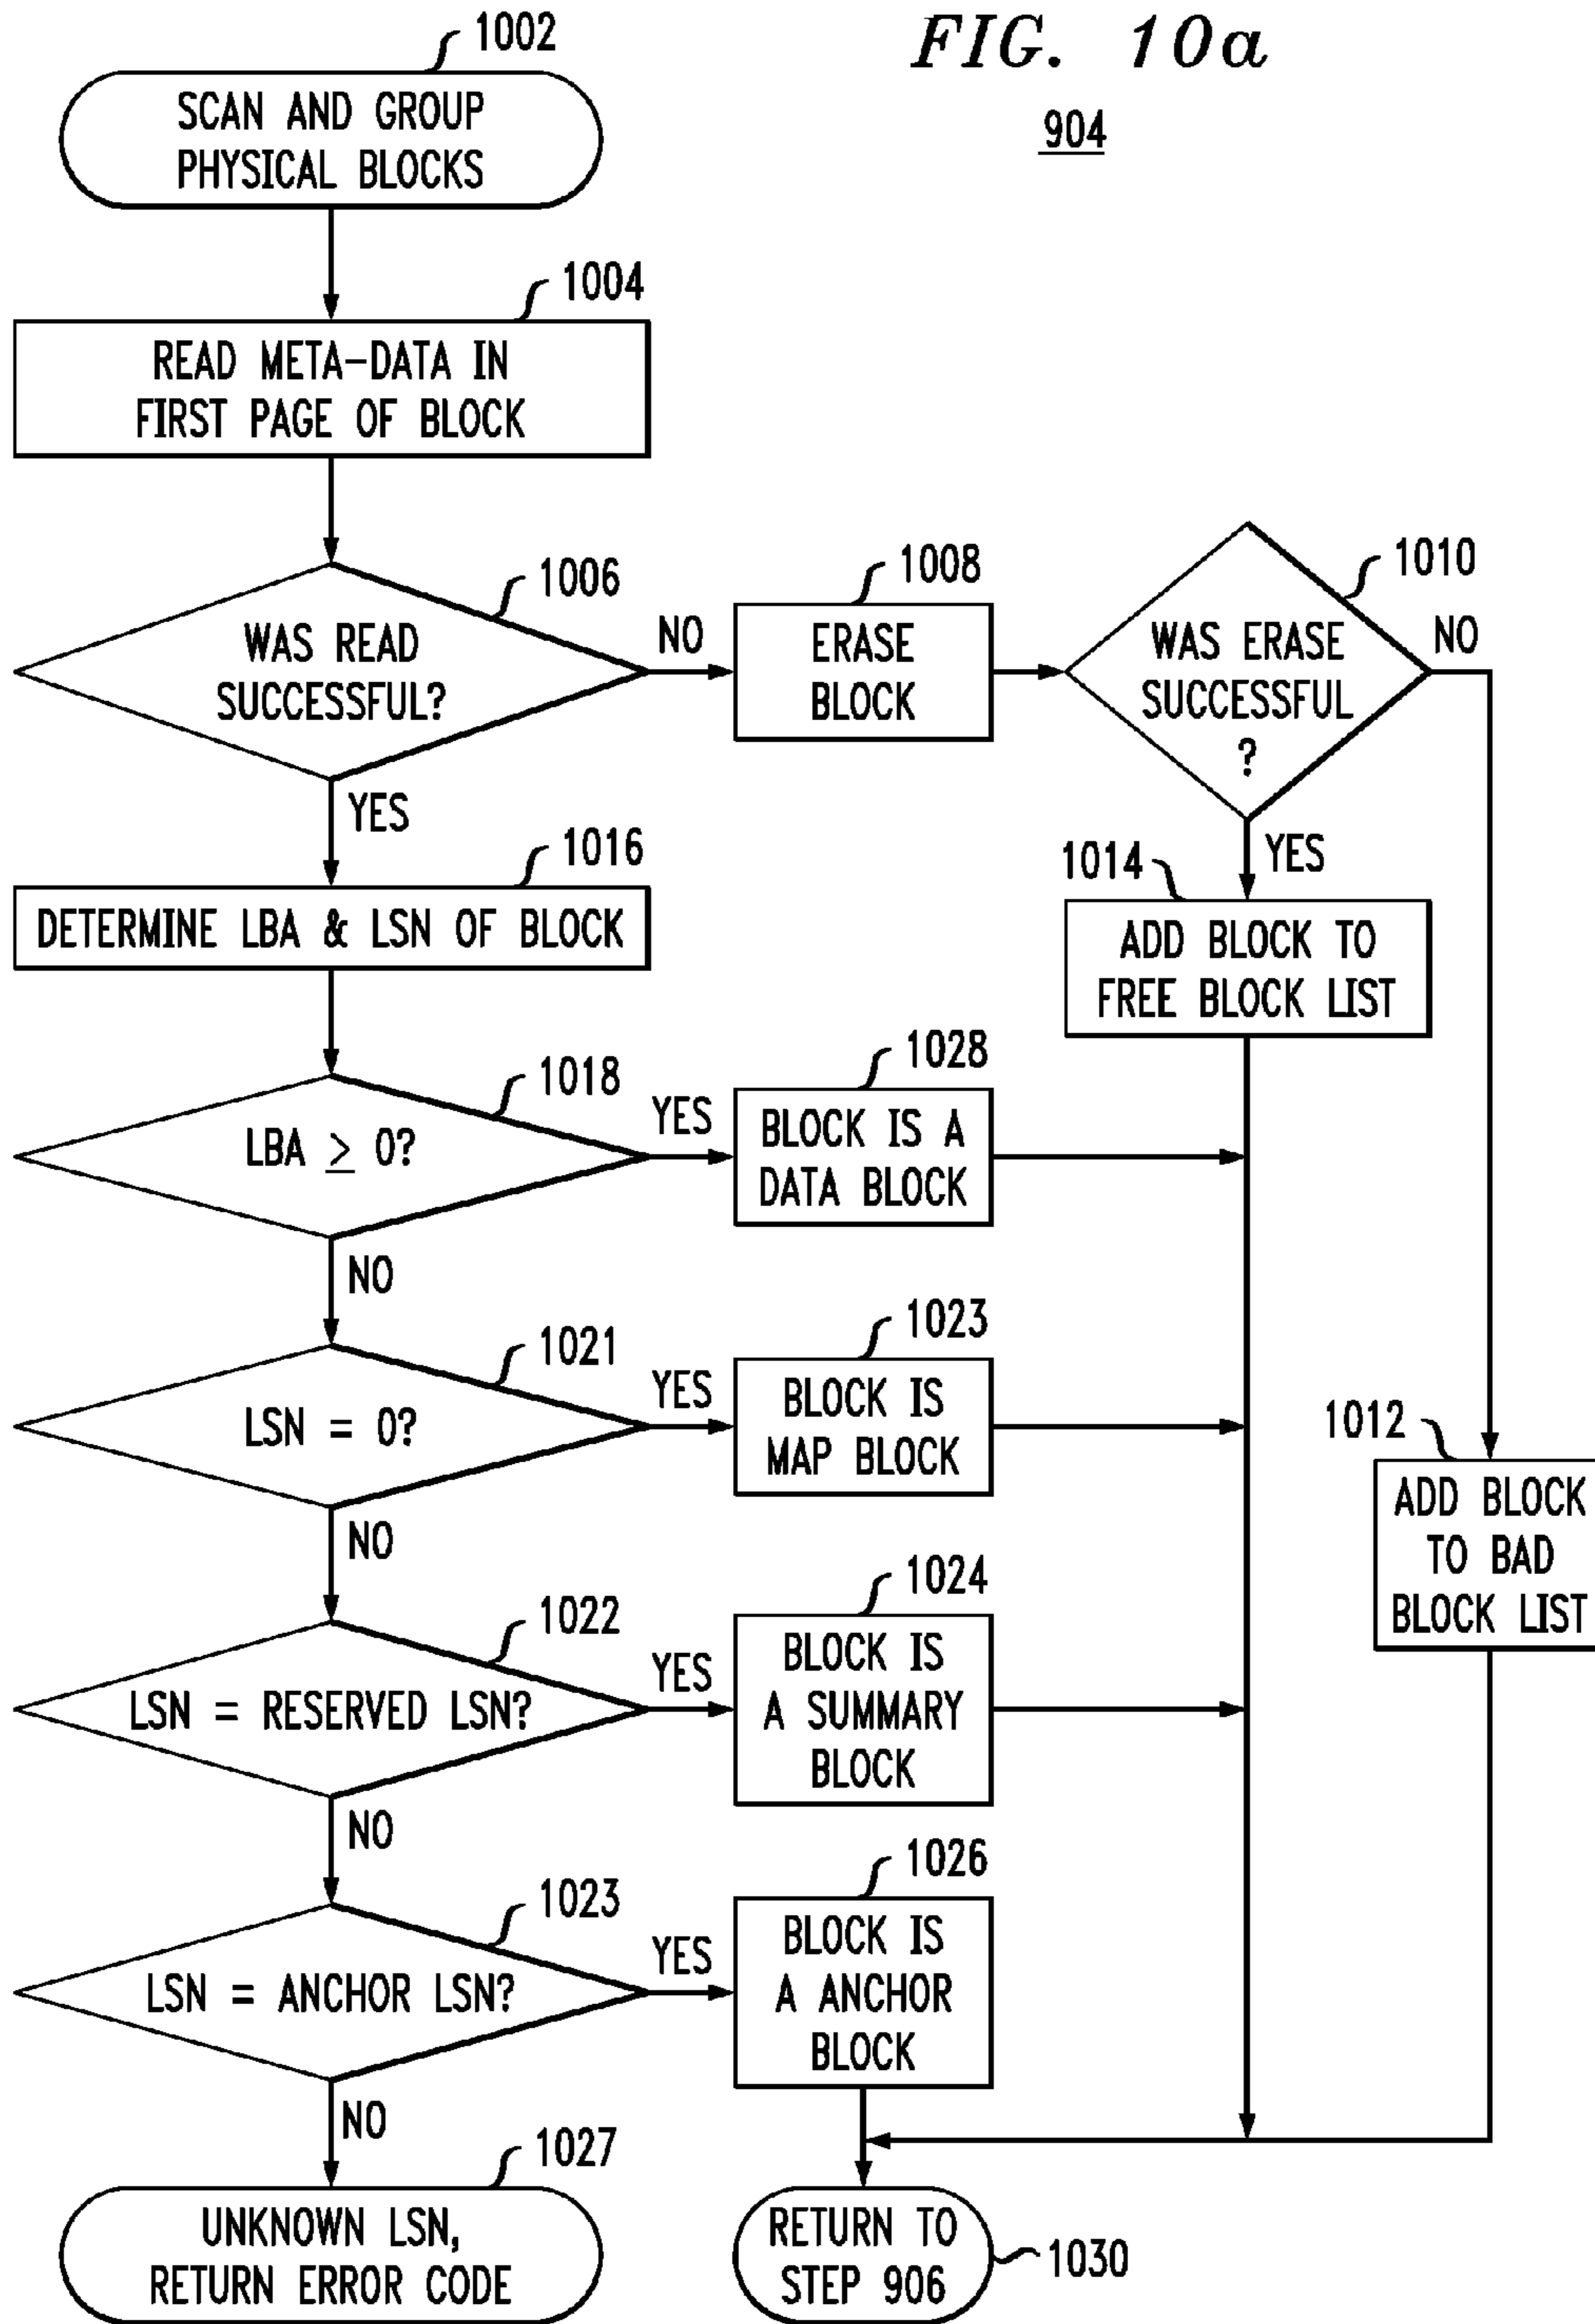 FIG. 10a
904
1002
SCAN AND GROUP
PHYSICAL BLOCKS
1004
READ META-DATA IN
FIRST PAGE OF BLOCK
1006
WAS READ
SUCCESSFUL?
NO
YES
1008
ERASE
BLOCK
1010
WAS ERASE
SUCCESSFUL
?
NO
YES
1016
DETERMINE LBA & LSN OF BLOCK
1014
ADD BLOCK TO
FREE BLOCK LIST
1018
LBA ≥ 0?
YES
NO
1028
BLOCK IS A
DATA BLOCK
1021
LSN = 0?
YES
NO
1023
BLOCK IS
MAP BLOCK
1012
ADD BLOCK
TO BAD
BLOCK LIST
1022
LSN = RESERVED LSN?
YES
NO
1024
BLOCK IS
A SUMMARY
BLOCK
1023
LSN = ANCHOR LSN?
YES
NO
1026
BLOCK IS
A ANCHOR
BLOCK
1027
UNKNOWN LSN,
RETURN ERROR CODE
RETURN TO
STEP 906
1030